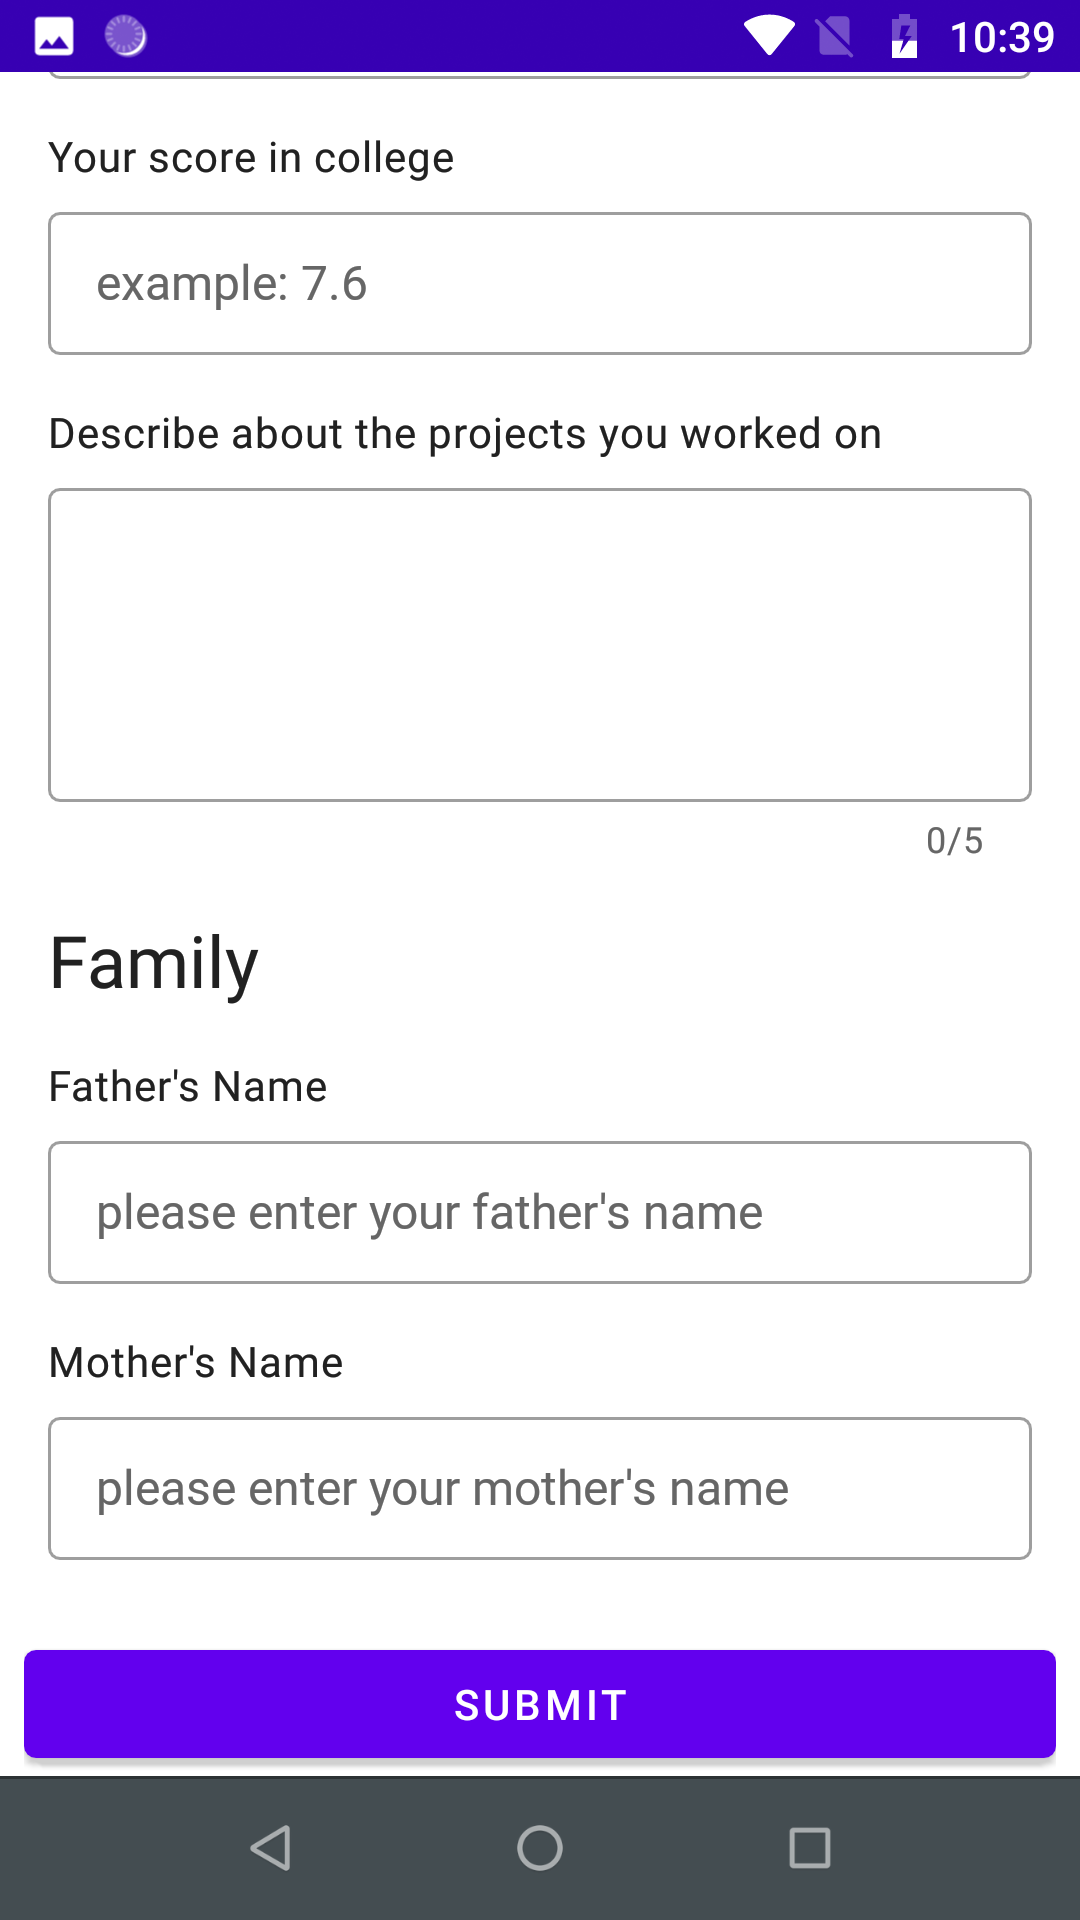 10:39
Your score in college
example: 7.6
Describe about the projects you worked on
0/5
Family
Father's Name
please enter your father's name
Mother's Name
please enter your mother's name
SUBMIT